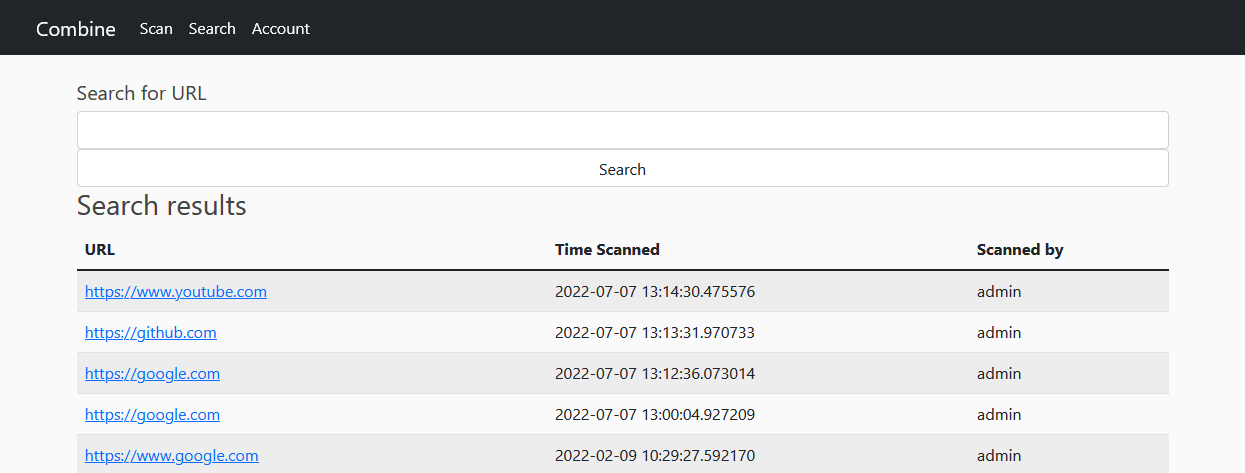 Combine Scan Search Account
Search for URL
Search
Search results
URL Time Scanned Scanned by
https://www.youtube.com 2022-07-07 13:14:30.475576 admin
https://github.com 2022-07-07 13:13:31.970733 admin
https://google.com 2022-07-07 13:12:36.073014 admin
https://google.com 2022-07-07 13:00:04.927209 admin
https://www.google.com 2022-02-09 10:29:27.592170 admin